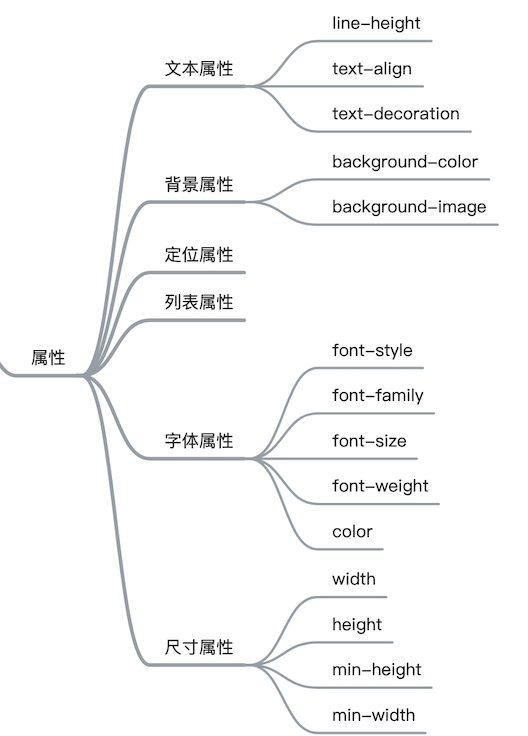 属性
文本属性
line-height
text-align
text-decoration
背景属性
background-color
background-image
定位属性
列表属性
字体属性
font-style
font-family
font-size
font-weight
color
尺寸属性
width
height
min-height
min-width